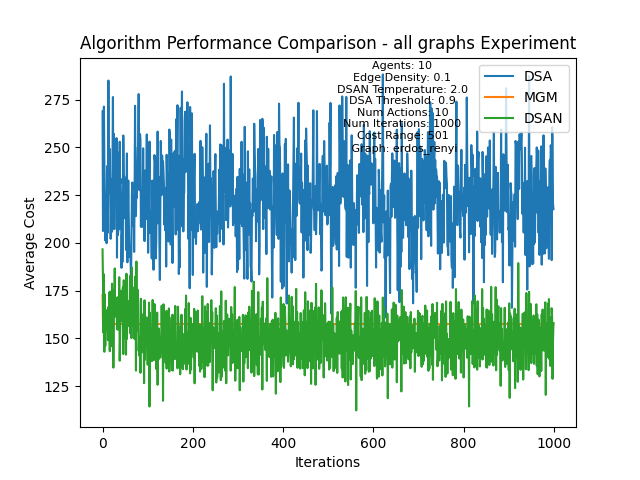 Algorithm Performance Comparison - all graphs Experiment
Agents: 10
Edge Density: 0.1
DSAN Temperature: 2.0
DSA Threshold: 0.9
Num Actions: 10
Num Iterations: 1000
Cost Range: 501
Graph: erdos_renyi
DSA
MGM
DSAN
Average Cost
275
250
225
200
175
150
125
0
200
400
600
800
1000
Iterations